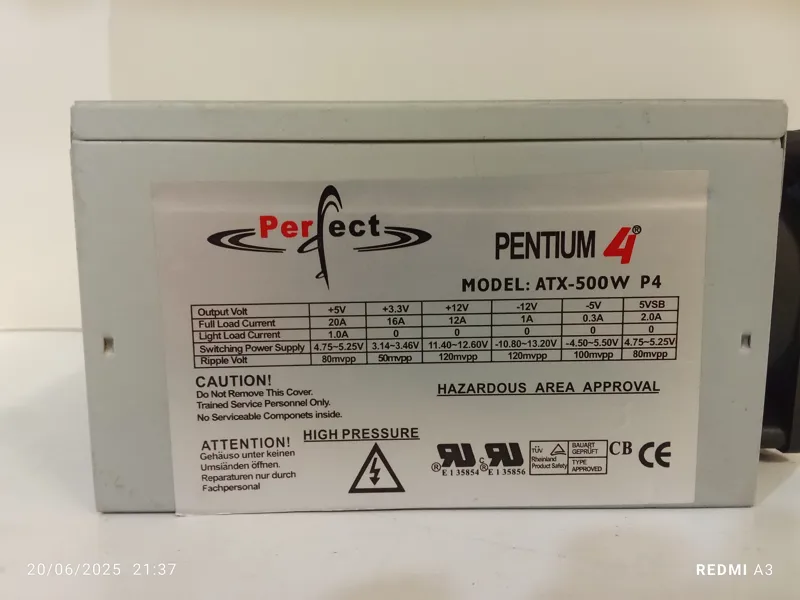 Perfect
PENTIUM 4®
MODEL: ATX-500W P4
Output Volt +5V +3.3V +12V -12V -5V 5VSB
Full Load Current 20A 16A 12A 1A 0.3A 2.0A
Light Load Current 1.0A 0 0 0 0 0
Switching Power Supply 4.75~5.25V 3.14~3.46V 11.40~12.60V -10.80~13.20V -4.50~5.50V 4.75~5.25V
Ripple Volt 80mvpp 50mvpp 120mvpp 120mvpp 100mvpp 80mvpp
CAUTION!
Do Not Remove This Cover.
Trained Service Personnel Only.
No Serviceable Componets inside.
HAZARDOUS AREA APPROVAL
ATTENTION!
Gehäuso unter keinen
Umsiänden öffnen.
Reparaturen nur durch
Fachpersonal
HIGH PRESSURE
RU® E135854
c RU® E135856
TÜV
Rheinland
Product Safety
BAUART
GEPRÜFT
TYPE
APPROVED
CB
CE
20/06/2025 21:37
REDMI A3